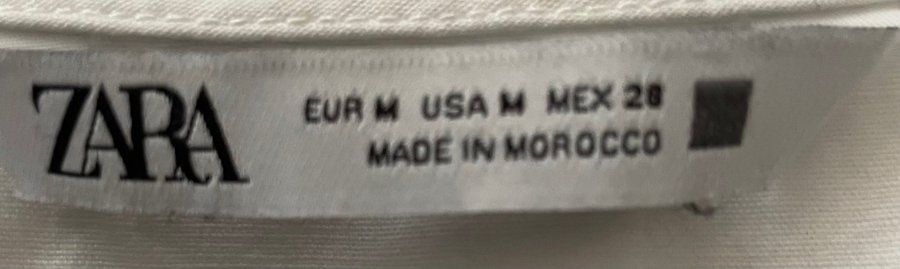 ZARA
EUR M USA M MEX 28
MADE IN MOROCCO